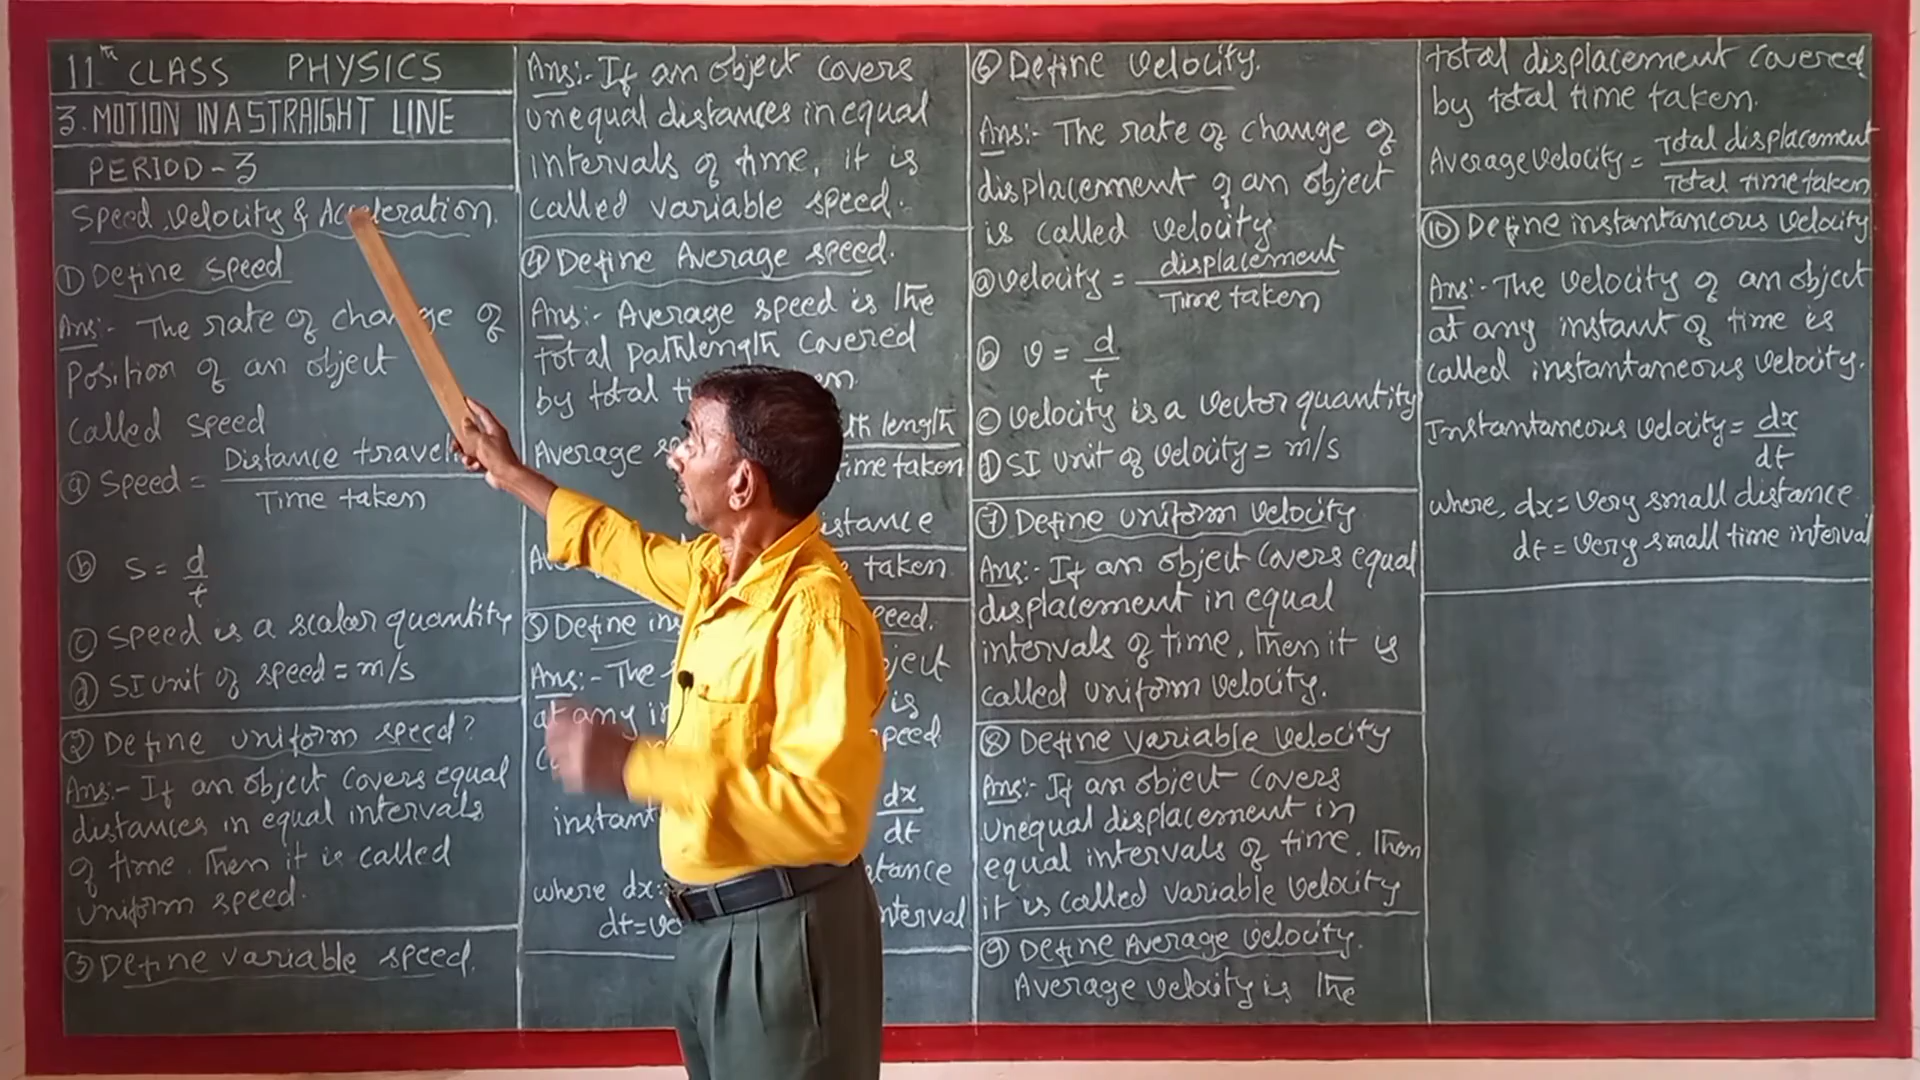 11th CLASS PHYSICS
3. MOTION IN A STRAIGHT LINE
PERIOD-3
Speed, velocity & Acceleration.
① Define speed
Ans:- The rate of change of
position of an object
called speed
ⓐ Speed = Distance travel
Time taken
ⓑ S = d
t
ⓒ Speed is a scalar quantity
ⓓ SI unit of speed = m/s
② Define uniform speed?
Ans:- If an object covers equal
distances in equal intervals
of time. Then it is called
uniform speed.
③ Define variable speed.
Ans:- If an object covers
unequal distances in equal
intervals of time, it is
called variable speed.
④ Define Average speed.
Ans:- Average speed is the
total pathlength covered
by total
Average length
time taken
distance
taken
⑤ Define speed.
Ans:- The object
at any is
speed
dx
dt
where dx=
dt=
interval
⑥ Define velocity.
Ans:- The rate of change of
displacement of an object
is called velocity
ⓐ velocity = displacement
Time taken
ⓑ v = d
t
ⓒ velocity is a vector quantity
ⓓ SI unit of velocity = m/s
⑦ Define uniform velocity
Ans:- If an object covers equal
displacement in equal
intervals of time, then it is
called uniform velocity.
⑧ Define variable velocity
Ans:- If an object covers
unequal displacement in
equal intervals of time. Then
it is called variable velocity
⑨ Define Average velocity.
Average velocity is the
total displacement covered
by total time taken.
Average velocity = Total displacement
Total time taken
⑩ Define instantaneous velocity.
Ans:- The velocity of an object
at any instant of time is
called instantaneous velocity.
Instantaneous velocity = dx
dt
where, dx = very small distance
dt = very small time interval